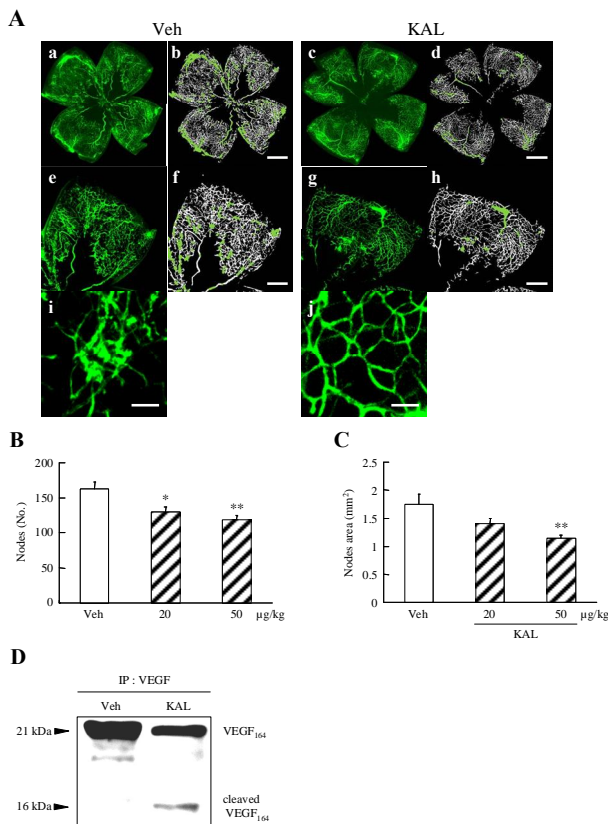 A
Veh KAL
a b c d
e f g h
i j
B
200
150
100
50
0
Nodes (No.)
* **
Veh 20 50 µg/kg
C
2.5
2
1.5
1
0.5
0
Nodes area (mm²)
**
Veh 20 50 µg/kg
KAL
D
IP : VEGF
Veh KAL
21 kDa VEGF₁₆₄
16 kDa cleaved
VEGF₁₆₄